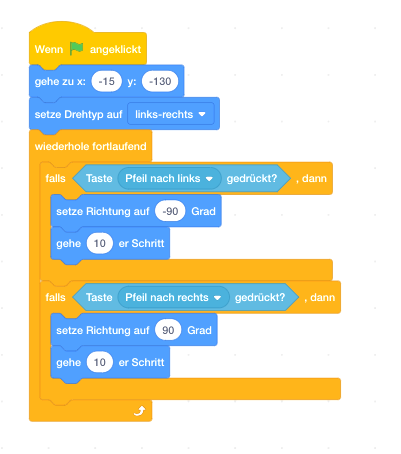 Wenn angeklickt
gehe zu x: -15 y: -130
setze Drehtyp auf links-rechts
wiederhole fortlaufend
falls Taste Pfeil nach links gedrückt? , dann
setze Richtung auf -90 Grad
gehe 10 er Schritt
falls Taste Pfeil nach rechts gedrückt? , dann
setze Richtung auf 90 Grad
gehe 10 er Schritt